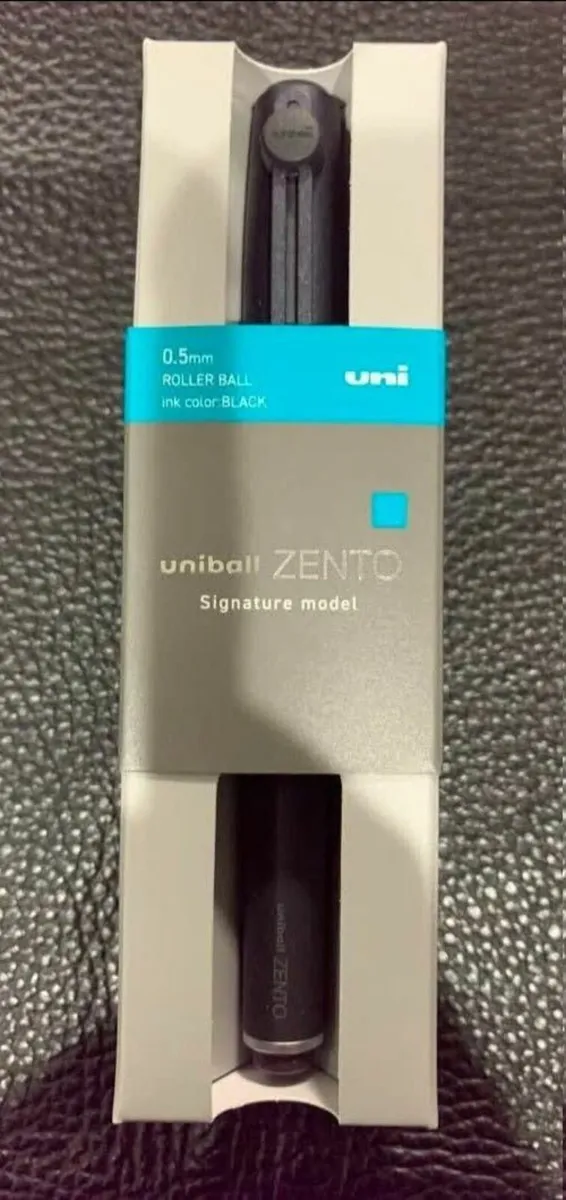 0.5mm
ROLLER BALL
ink color:BLACK
uni
uniball ZENTO
Signature model
uniball ZENTO